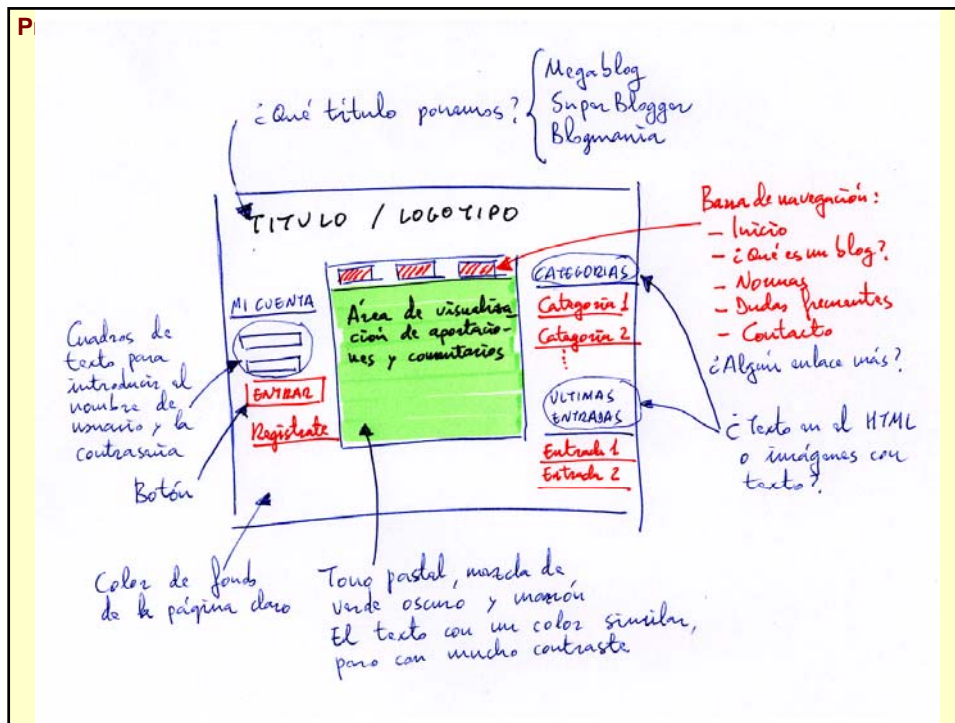 ¿Qué título ponemos?
Megablog
SuperBlogger
Blogmanía
TITULO / LOGOTIPO
Barra de navegación:
- Inicio
- ¿Qué es un blog?
- Normas
- Dudas frecuentes
- Contacto
¿Algún enlace más?
MI CUENTA
Cuadros de
texto para
introducir el
nombre de
usuario y la
contraseña
ENTRAR
Regístrate
Botón
Área de visualiza
ción de aportacio-
nes y comentarios
CATEGORIAS
Categoría 1
Categoría 2
ULTIMAS
ENTRADAS
Entrada 1
Entrada 2
¿Texto en el HTML
o imágenes con
texto?
Color de fondo
de la página claro
Tono pastel, mezcla de
verde oscuro y marrón
El texto con un color similar,
pero con mucho contraste